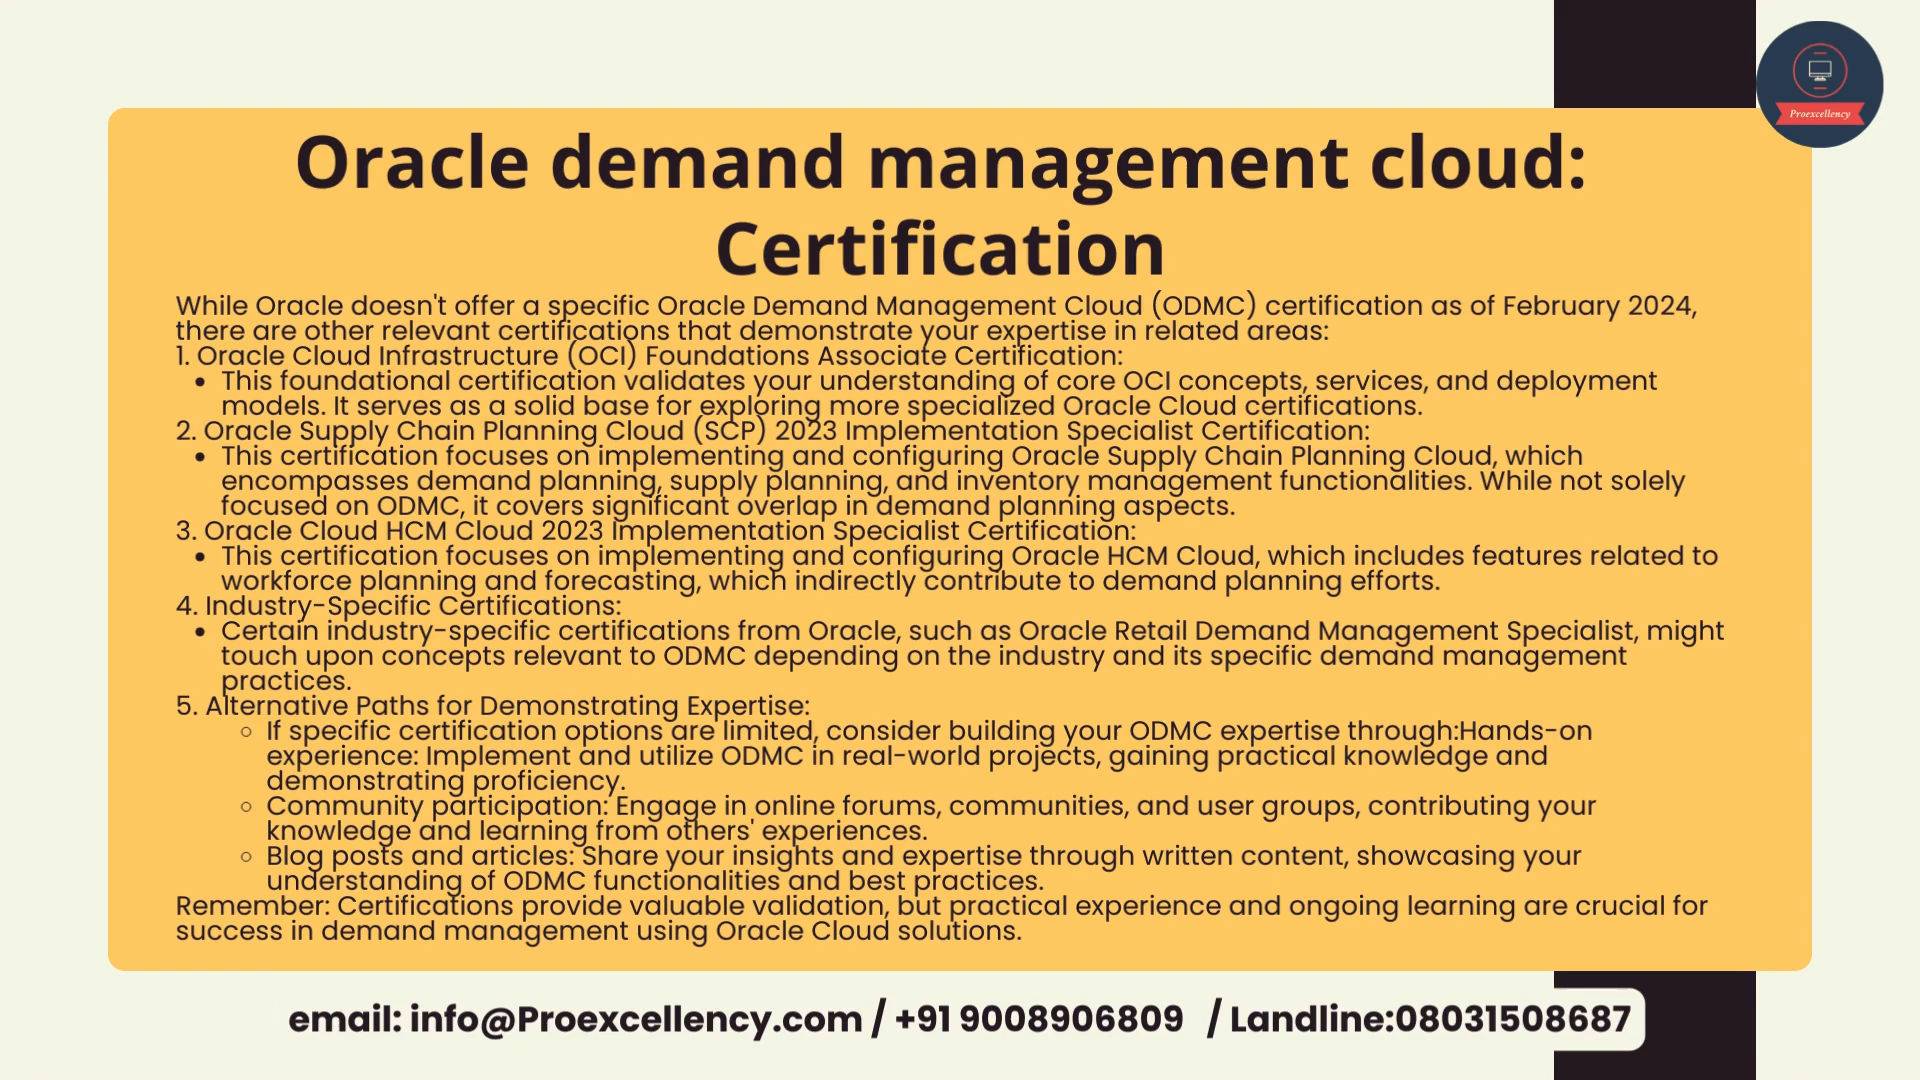 Proexcellency
Oracle demand management cloud:
Certification
While Oracle doesn't offer a specific Oracle Demand Management Cloud (ODMC) certification as of February 2024,
there are other relevant certifications that demonstrate your expertise in related areas:
1. Oracle Cloud Infrastructure (OCI) Foundations Associate Certification:
• This foundational certification validates your understanding of core OCI concepts, services, and deployment
models. It serves as a solid base for exploring more specialized Oracle Cloud certifications.
2. Oracle Supply Chain Planning Cloud (SCP) 2023 Implementation Specialist Certification:
• This certification focuses on implementing and configuring Oracle Supply Chain Planning Cloud, which
encompasses demand planning, supply planning, and inventory management functionalities. While not solely
focused on ODMC, it covers significant overlap in demand planning aspects.
3. Oracle Cloud HCM Cloud 2023 Implementation Specialist Certification:
• This certification focuses on implementing and configuring Oracle HCM Cloud, which includes features related to
workforce planning and forecasting, which indirectly contribute to demand planning efforts.
4. Industry-Specific Certifications:
• Certain industry-specific certifications from Oracle, such as Oracle Retail Demand Management Specialist, might
touch upon concepts relevant to ODMC depending on the industry and its specific demand management
practices.
5. Alternative Paths for Demonstrating Expertise:
◦ If specific certification options are limited, consider building your ODMC expertise through:Hands-on
experience: Implement and utilize ODMC in real-world projects, gaining practical knowledge and
demonstrating proficiency.
◦ Community participation: Engage in online forums, communities, and user groups, contributing your
knowledge and learning from others' experiences.
◦ Blog posts and articles: Share your insights and expertise through written content, showcasing your
understanding of ODMC functionalities and best practices.
Remember: Certifications provide valuable validation, but practical experience and ongoing learning are crucial for
success in demand management using Oracle Cloud solutions.
email: info@Proexcellency.com / +91 9008906809 / Landline:08031508687